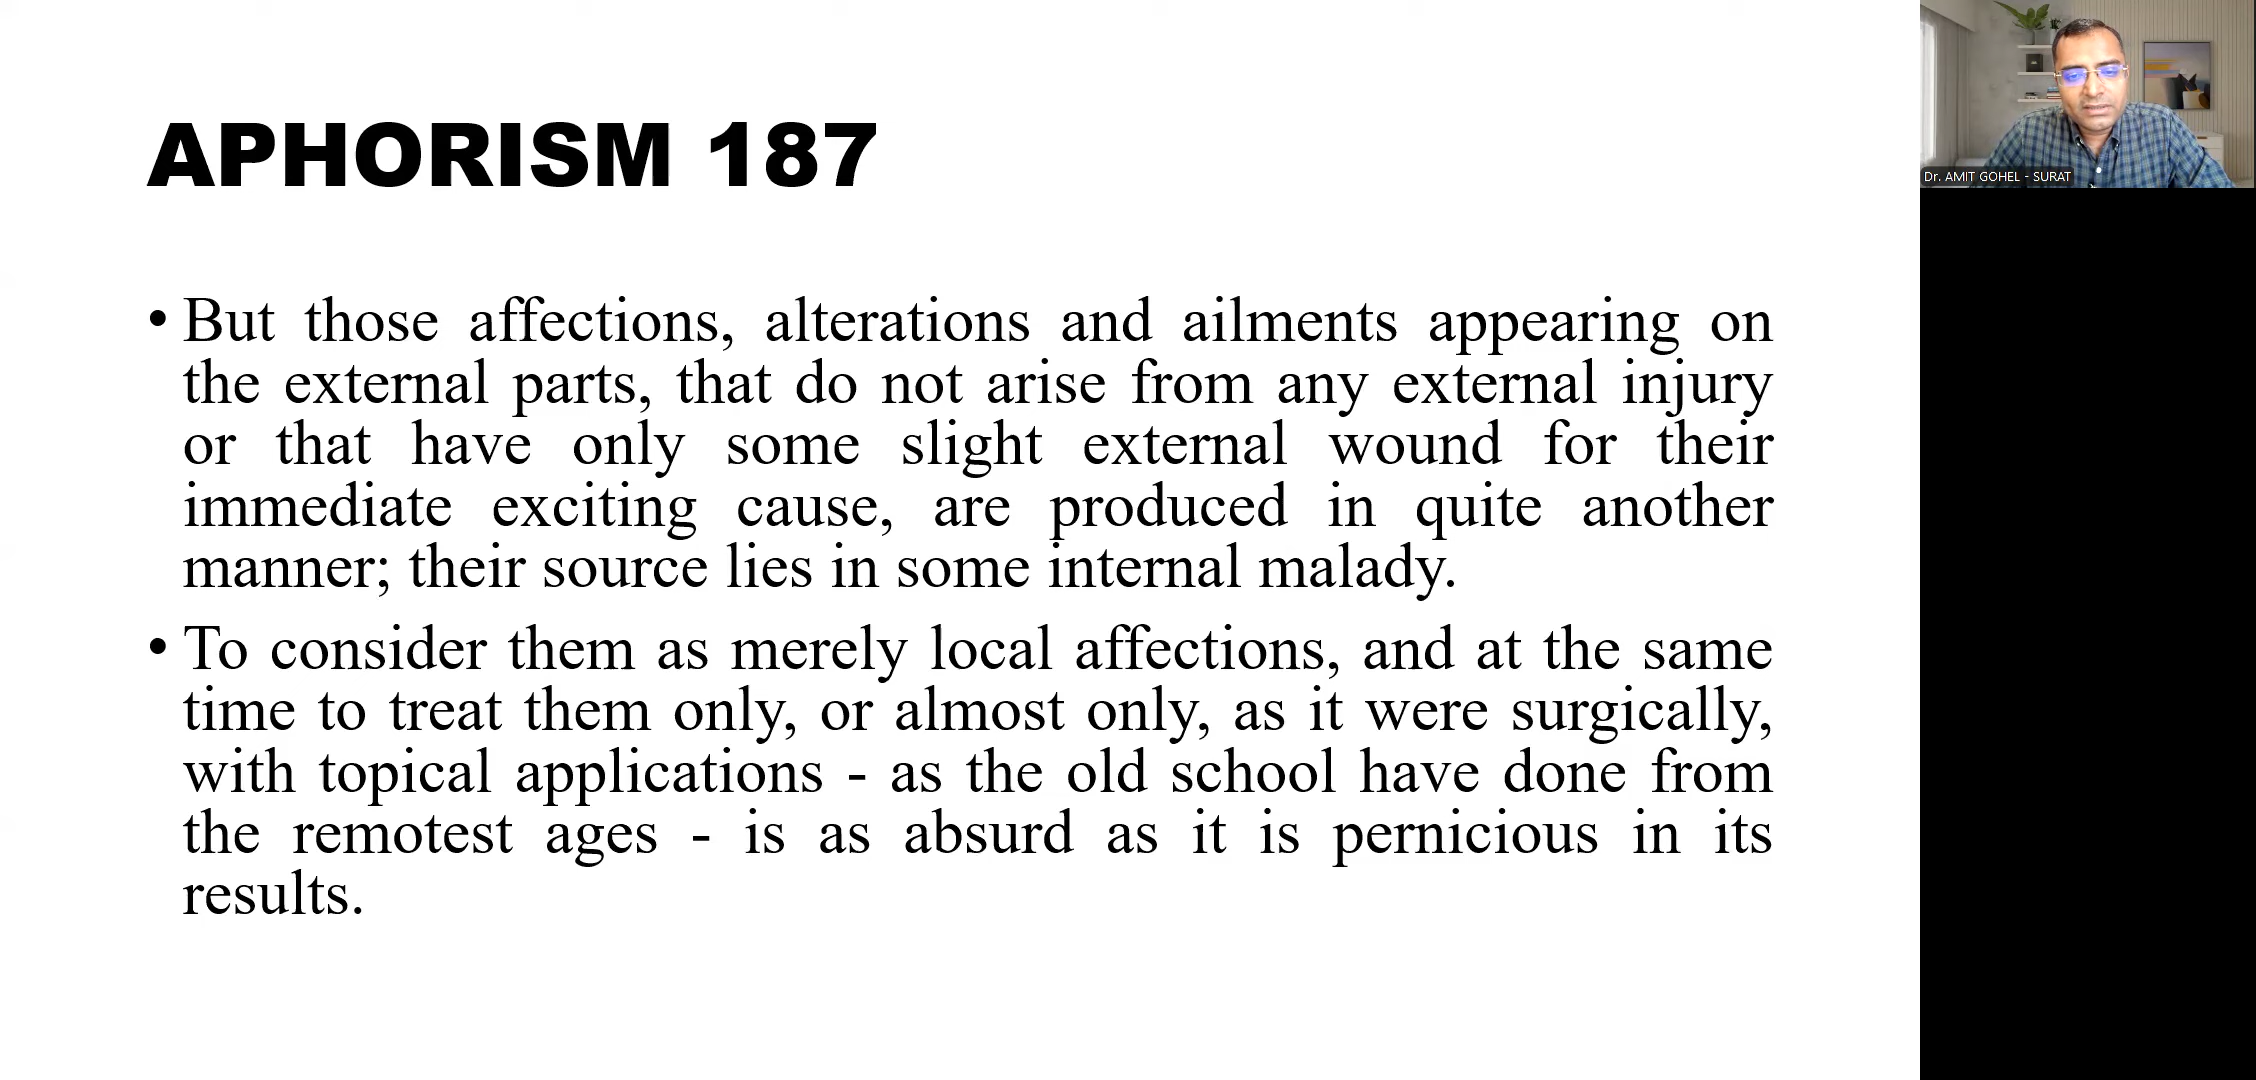 APHORISM 187
• But those affections, alterations and ailments appearing on
the external parts, that do not arise from any external injury
or that have only some slight external wound for their
immediate exciting cause, are produced in quite another
manner; their source lies in some internal malady.
• To consider them as merely local affections, and at the same
time to treat them only, or almost only, as it were surgically,
with topical applications - as the old school have done from
the remotest ages - is as absurd as it is pernicious in its
results.
Dr. AMIT GOHEL - SURAT